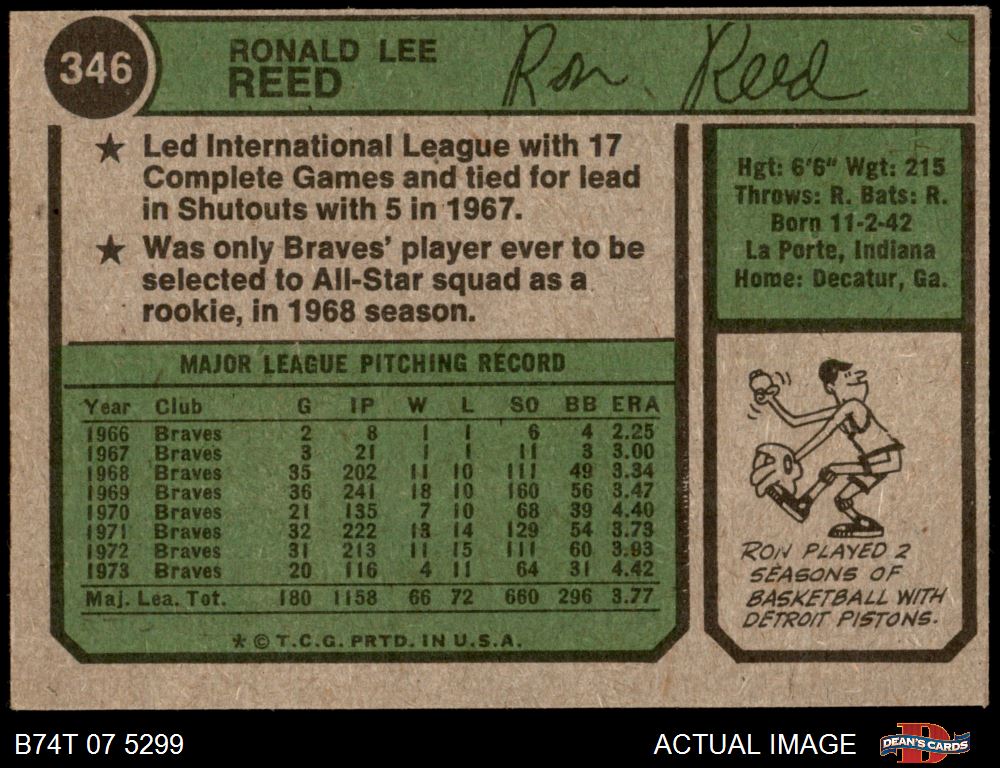 346
RONALD LEE
REED
Ron Reed
★ Led International League with 17
Complete Games and tied for lead
in Shutouts with 5 in 1967.
★ Was only Braves' player ever to be
selected to All-Star squad as a
rookie, in 1968 season.
Hgt: 6'6" Wgt: 215
Throws: R. Bats: R.
Born 11-2-42
La Porte, Indiana
Home: Decatur, Ga.
MAJOR LEAGUE PITCHING RECORD
Year Club G IP W L SO BB ERA
1966 Braves 2 8 1 1 6 4 2.25
1967 Braves 3 21 1 1 11 3 3.00
1968 Braves 35 202 11 10 111 49 3.34
1969 Braves 36 241 18 10 160 56 3.47
1970 Braves 21 135 7 10 68 39 4.40
1971 Braves 32 222 13 14 129 54 3.73
1972 Braves 31 213 11 15 111 60 3.93
1973 Braves 20 116 4 11 64 31 4.42
Maj. Lea. Tot. 180 1158 66 72 660 296 3.77
* © T.C.G. PRTD. IN U.S.A.
RON PLAYED 2
SEASONS OF
BASKETBALL WITH
DETROIT PISTONS.
B74T 07 5299
ACTUAL IMAGE
DEAN'S CARDS